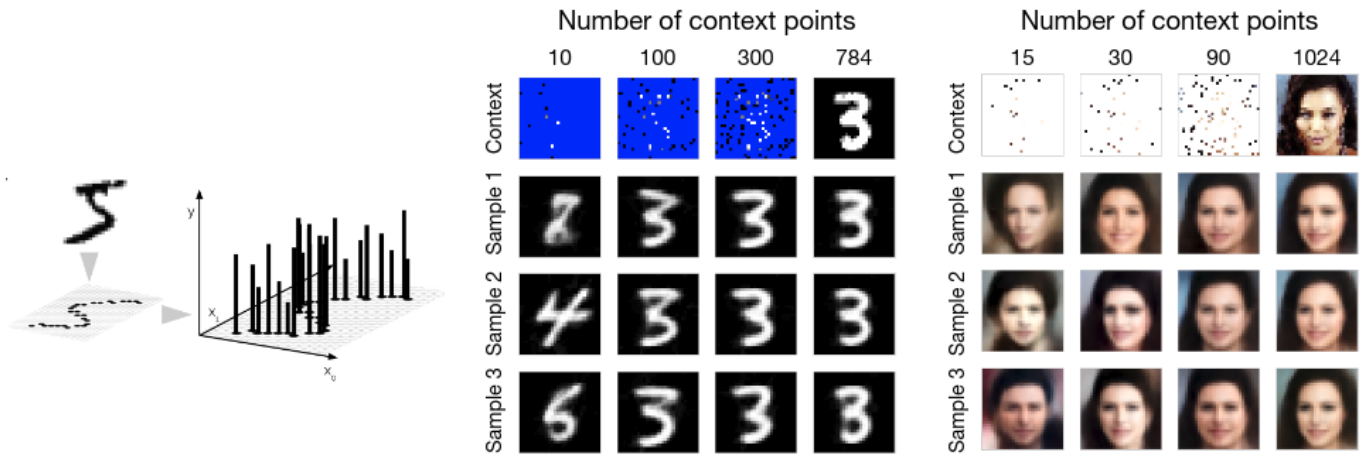 y
x₁
x₀
Number of context points
10 100 300 784
Context
Sample 1
Sample 2
Sample 3
Number of context points
15 30 90 1024
Context
Sample 1
Sample 2
Sample 3